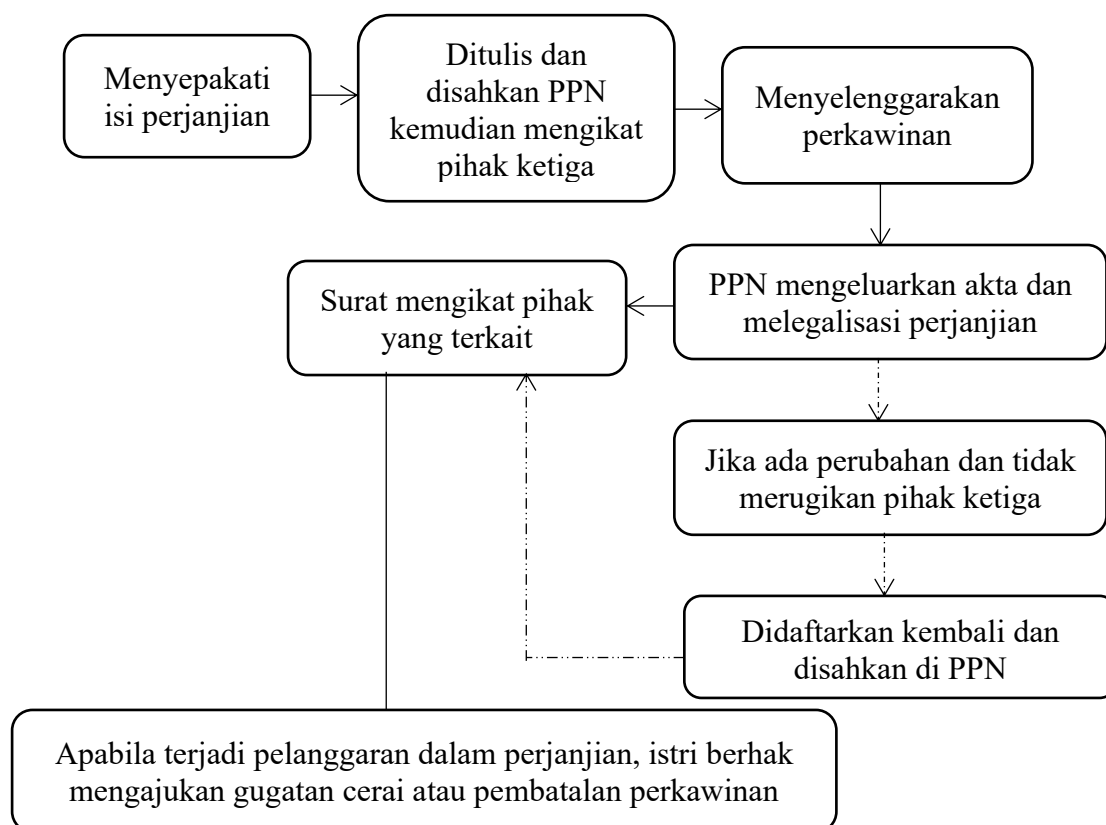 Menyepakati
isi perjanjian
Ditulis dan
disahkan PPN
kemudian mengikat
pihak ketiga
Menyelenggarakan
perkawinan
PPN mengeluarkan akta dan
melegalisasi perjanjian
Surat mengikat pihak
yang terkait
Jika ada perubahan dan tidak
merugikan pihak ketiga
Didaftarkan kembali dan
disahkan di PPN
Apabila terjadi pelanggaran dalam perjanjian, istri berhak
mengajukan gugatan cerai atau pembatalan perkawinan